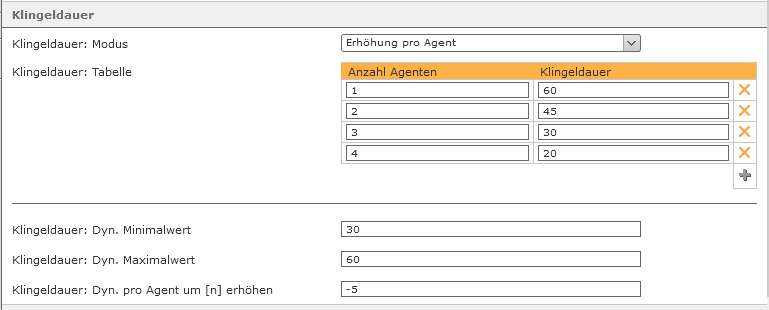 Klingeldauer
Klingeldauer: Modus Erhöhung pro Agent
Klingeldauer: Tabelle Anzahl Agenten Klingeldauer
1 60
2 45
3 30
4 20
Klingeldauer: Dyn. Minimalwert 30
Klingeldauer: Dyn. Maximalwert 60
Klingeldauer: Dyn. pro Agent um [n] erhöhen -5